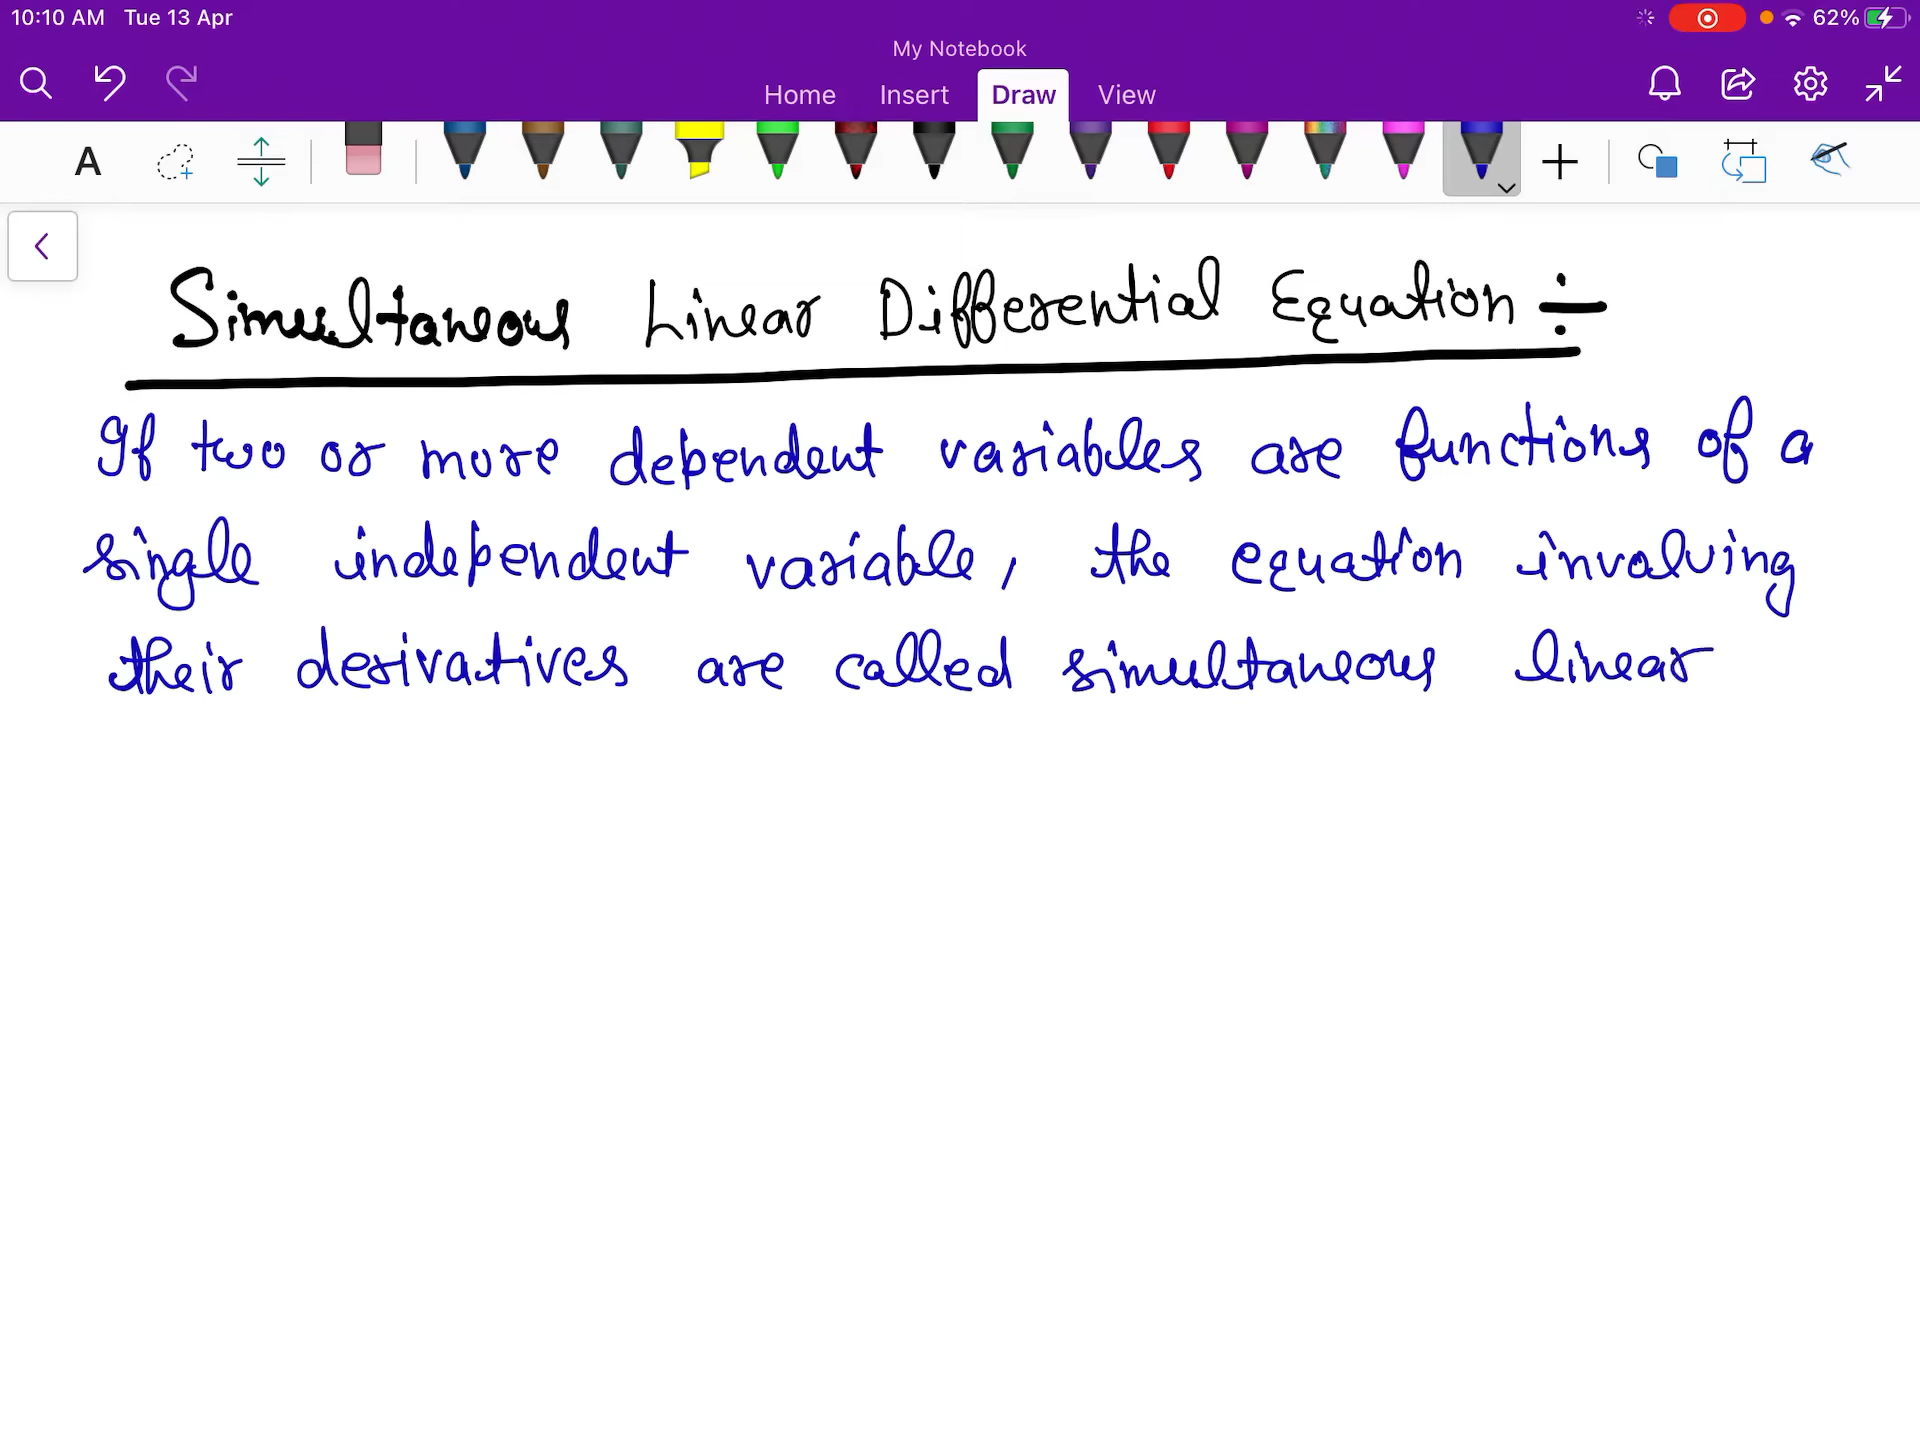 10:10 AM Tue 13 Apr
62%
My Notebook
Home Insert Draw View
A
Simultaneous Linear Differential Equation ÷
If two or more dependent variables are functions of a
single independent variable, the equation involving
their derivatives are called simultaneous linear